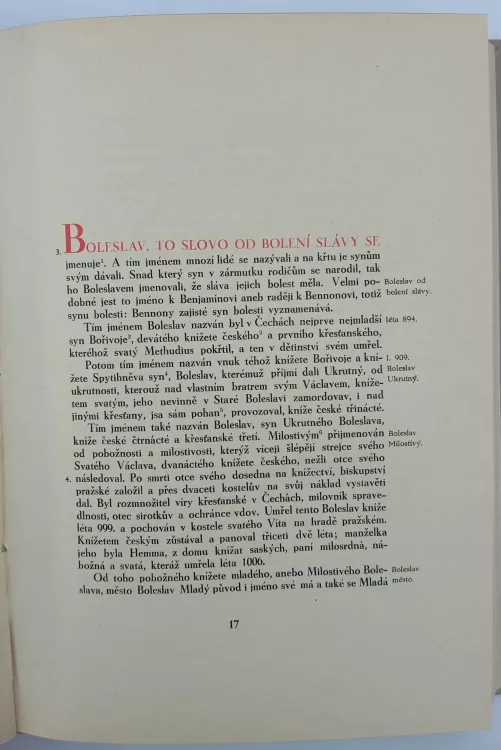 3. BOLESLAV, TO SLOVO OD BOLENÍ SLÁVY SE
jmenuje¹. A tím jménem mnozí lidé se nazývali a na křtu je synům
svým dávali. Snad který syn v zármutku rodičům se narodil, tak
ho Boleslavem jmenovali, že sláva jejich bolest měla. Velmi po-
dobné jest to jméno k Benjamínovi aneb raději k Bennonovi, totiž
synu bolesti: Bennony zajisté syn bolesti vyznamenává.
Boleslav od
bolení slávy.
Tím jménem Boleslav nazván byl v Čechách nejprve nejmladší
syn Bořivoje², devátého knížete českého³ a prvního křesťanského,
kteréhož svatý Methudius pokřtil, a ten v dětinství svém umřel.
léta 894.
Potom tím jménem nazván vnuk téhož knížete Bořivoje a kní-
žete Spytihněva syn⁴, Boleslav, kterémuž přijmí dali Ukrutný, od
ukrutnosti, kterouž nad vlastním bratrem svým Václavem, kníže-
tem svatým, jeho nevinně v Staré Boleslavi zamordovav, i nad
jinými křesťany, jsa sám pohan⁵, provozoval, kníže české třinácté.
l. 909.
Boleslav
Ukrutný.
Tím jménem také nazván Boleslav, syn Ukrutného Boleslava,
kníže české čtrnácté a křesťanské třetí. Milostivým⁶ přijmenován
od pobožnosti a milostivosti, kterýž víceji šlépějí strejce svého
Svatého Václava, dvanáctého knížete českého, nežli otce svého
4. následoval. Po smrti otce svého dosedna na knížectví, biskupství
pražské založil a přes dvaceti kostelův na svůj náklad vystavěti
dal. Byl rozmnožitel víry křesťanské v Čechách, milovník sprave-
dlnosti, otec sirotkův a ochránce vdov. Umřel tento Boleslav kníže
léta 999. a pochován v kostele svatého Víta na hradě pražském.
Knížetem českým zůstával a panoval třiceti dvě léta; manželka
jeho byla Hemma, z domu knížat saských, paní milosrdná, ná-
božná a svatá, kteráž umřela léta 1006.
Boleslav
Milostivý.
Od toho pobožného knížete mladého, anebo Milostivého Bole-
slava, město Boleslav Mladý původ i jméno své má a také se Mladá
Boleslav
město.
17